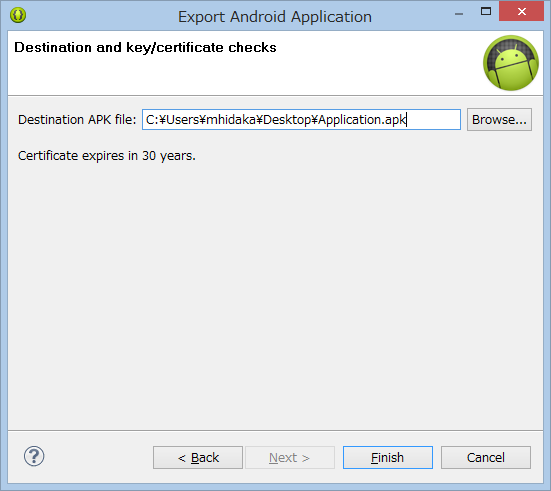 Export Android Application
Destination and key/certificate checks
Destination APK file: C:¥Users¥mhidaka¥Desktop¥Application.apk Browse...
Certificate expires in 30 years.
? < Back Next > Finish Cancel